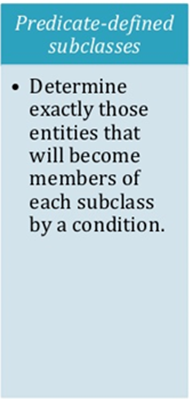 Predicate-defined
subclasses
• Determine
exactly those
entities that
will become
members of
each subclass
by a condition.